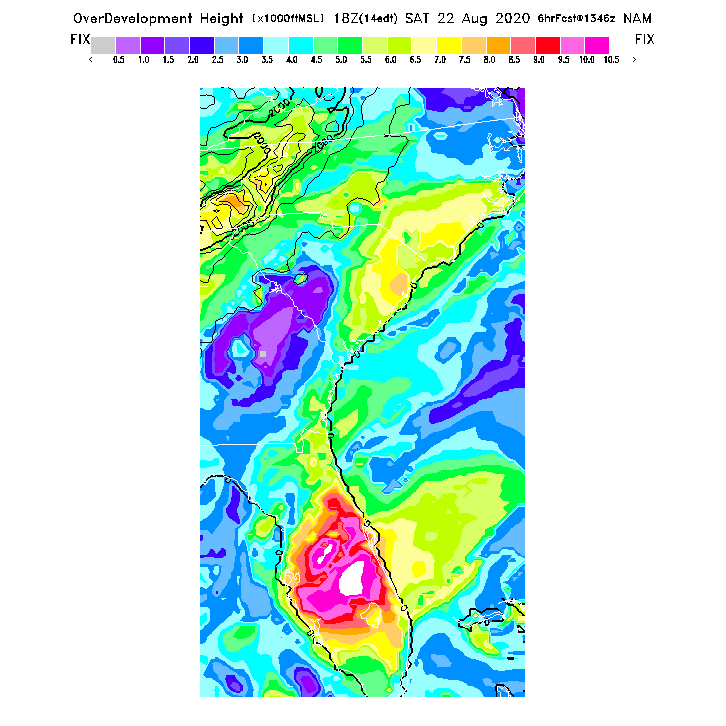 OverDevelopment Height [x1000ftMSL] 18Z(14edt) SAT 22 Aug 2020 6hrFcst@1346z NAM
FIX FIX
< 0.5 1.0 1.5 2.0 2.5 3.0 3.5 4.0 4.5 5.0 5.5 6.0 6.5 7.0 7.5 8.0 8.5 9.0 9.5 10.0 10.5 >
2000